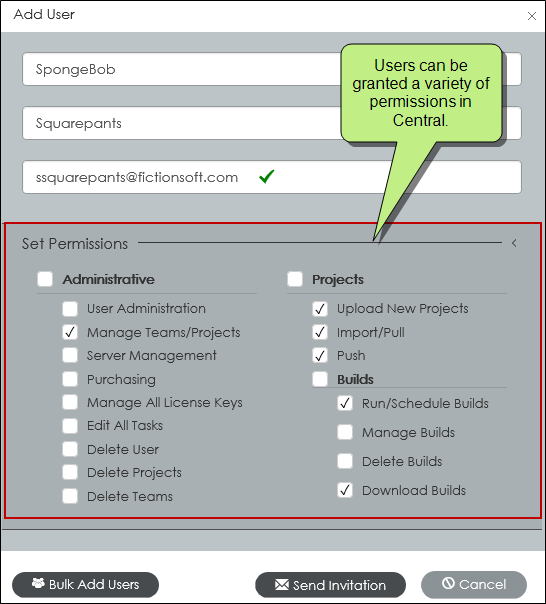 Add User
SpongeBob
Users can be
granted a variety of
permissions in
Central.
Squarepants
ssquarepants@fictionsoft.com
Set Permissions
Administrative
User Administration
Manage Teams/Projects
Server Management
Purchasing
Manage All License Keys
Edit All Tasks
Delete User
Delete Projects
Delete Teams
Projects
Upload New Projects
Import/Pull
Push
Builds
Run/Schedule Builds
Manage Builds
Delete Builds
Download Builds
Bulk Add Users
Send Invitation
Cancel